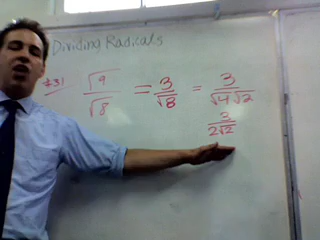 Dividing Radicals
#31 √9/√8 = 3/√8 = 3/√4√2
3/2√2